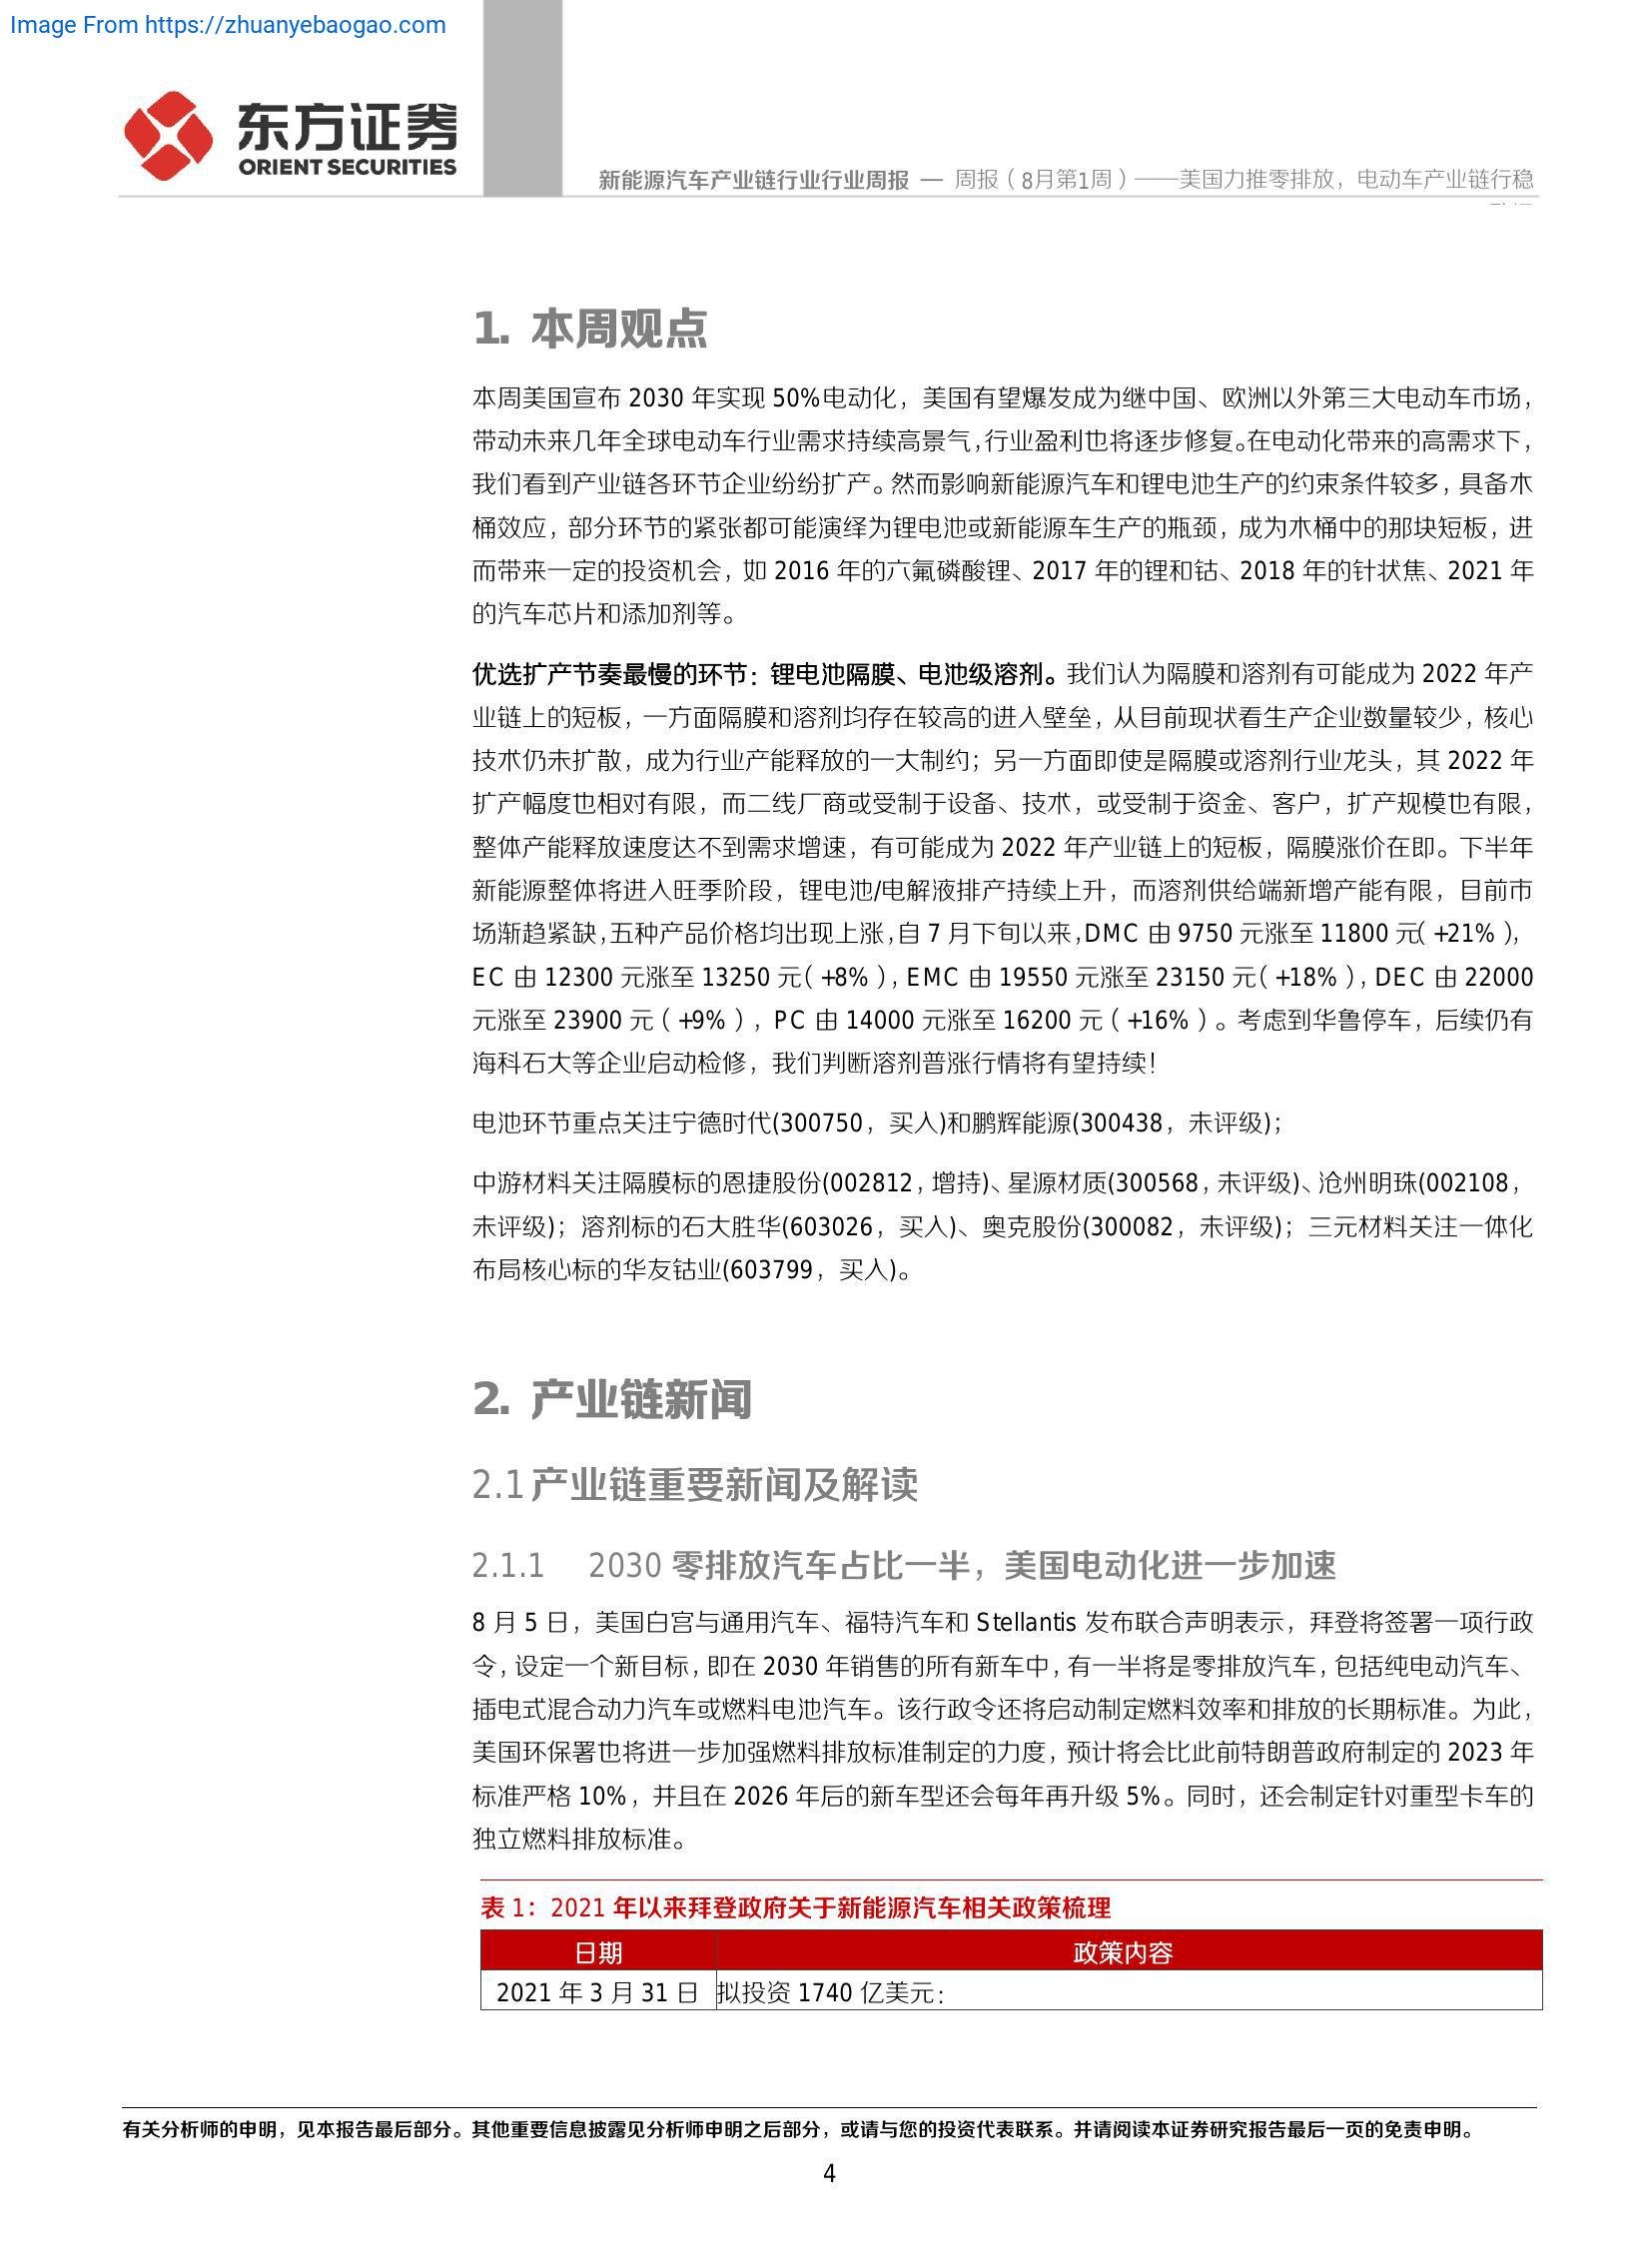 Image From https://zhuanyebaogao.com
东方证券
ORIENT SECURITIES
新能源汽车产业链行业行业周报 — 周报（8月第1周）——美国力推零排放，电动车产业链行稳
1. 本周观点
本周美国宣布 2030 年实现 50%电动化，美国有望爆发成为继中国、欧洲以外第三大电动车市场，
带动未来几年全球电动车行业需求持续高景气，行业盈利也将逐步修复。在电动化带来的高需求下，
我们看到产业链各环节企业纷纷扩产。然而影响新能源汽车和锂电池生产的约束条件较多，具备木
桶效应，部分环节的紧张都可能演绎为锂电池或新能源车生产的瓶颈，成为木桶中的那块短板，进
而带来一定的投资机会，如 2016 年的六氟磷酸锂、2017 年的锂和钴、2018 年的针状焦、2021 年
的汽车芯片和添加剂等。
优选扩产节奏最慢的环节：锂电池隔膜、电池级溶剂。我们认为隔膜和溶剂有可能成为 2022 年产
业链上的短板，一方面隔膜和溶剂均存在较高的进入壁垒，从目前现状看生产企业数量较少，核心
技术仍未扩散，成为行业产能释放的一大制约；另一方面即使是隔膜或溶剂行业龙头，其 2022 年
扩产幅度也相对有限，而二线厂商或受制于设备、技术，或受制于资金、客户，扩产规模也有限，
整体产能释放速度达不到需求增速，有可能成为 2022 年产业链上的短板，隔膜涨价在即。下半年
新能源整体将进入旺季阶段，锂电池/电解液排产持续上升，而溶剂供给端新增产能有限，目前市
场渐趋紧缺，五种产品价格均出现上涨，自 7 月下旬以来，DMC 由 9750 元涨至 11800 元（+21%），
EC 由 12300 元涨至 13250 元（+8%），EMC 由 19550 元涨至 23150 元（+18%），DEC 由 22000
元涨至 23900 元（+9%），PC 由 14000 元涨至 16200 元（+16%）。考虑到华鲁停车，后续仍有
海科石大等企业启动检修，我们判断溶剂普涨行情将有望持续！
电池环节重点关注宁德时代(300750，买入)和鹏辉能源(300438，未评级)；
中游材料关注隔膜标的恩捷股份(002812，增持)、星源材质(300568，未评级)、沧州明珠(002108，
未评级)；溶剂标的石大胜华(603026，买入)、奥克股份(300082，未评级)；三元材料关注一体化
布局核心标的华友钴业(603799，买入)。
2. 产业链新闻
2.1 产业链重要新闻及解读
2.1.1 2030 零排放汽车占比一半，美国电动化进一步加速
8 月 5 日，美国白宫与通用汽车、福特汽车和 Stellantis 发布联合声明表示，拜登将签署一项行政
令，设定一个新目标，即在 2030 年销售的所有新车中，有一半将是零排放汽车，包括纯电动汽车、
插电式混合动力汽车或燃料电池汽车。该行政令还将启动制定燃料效率和排放的长期标准。为此，
美国环保署也将进一步加强燃料排放标准制定的力度，预计将会比此前特朗普政府制定的 2023 年
标准严格 10%，并且在 2026 年后的新车型还会每年再升级 5%。同时，还会制定针对重型卡车的
独立燃料排放标准。
表 1：2021 年以来拜登政府关于新能源汽车相关政策梳理
日期 政策内容
2021 年 3 月 31 日 拟投资 1740 亿美元：
有关分析师的申明，见本报告最后部分。其他重要信息披露见分析师申明之后部分，或请与您的投资代表联系。并请阅读本证券研究报告最后一页的免责申明。
4